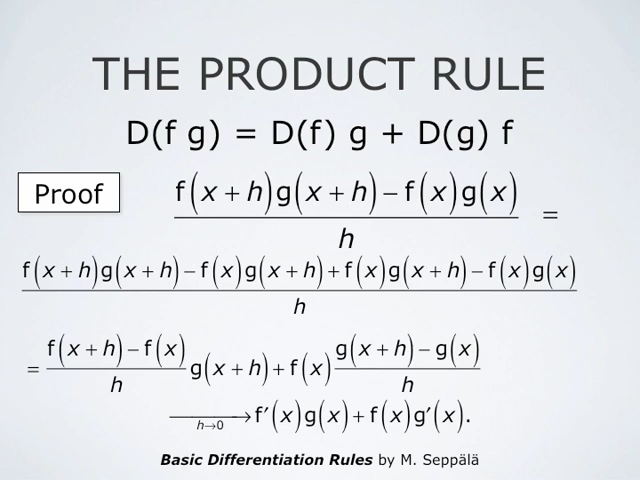 THE PRODUCT RULE
D(f g) = D(f) g + D(g) f
Proof
f(x + h)g(x + h) − f(x)g(x)
h
=
f(x + h)g(x + h) − f(x)g(x + h) + f(x)g(x + h) − f(x)g(x)
h
= f(x + h) − f(x) / h g(x + h) + f(x) g(x + h) − g(x) / h
⟶ h→0 f′(x)g(x) + f(x)g′(x).
Basic Differentiation Rules by M. Seppälä